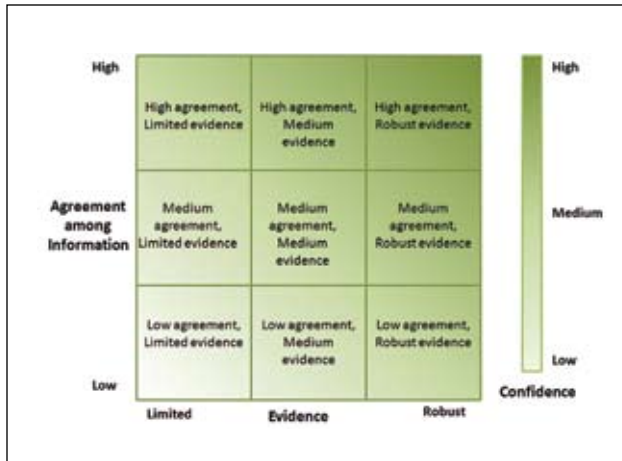 High
High agreement,
Limited evidence
High agreement,
Medium
evidence
High agreement,
Robust evidence
High
Agreement
among
Information
Medium
agreement,
Limited evidence
Medium
agreement,
Medium
evidence
Medium
agreement,
Robust evidence
Medium
Low agreement,
Limited evidence
Low agreement,
Medium
evidence
Low agreement,
Robust evidence
Low
Low
Confidence
Limited
Evidence
Robust